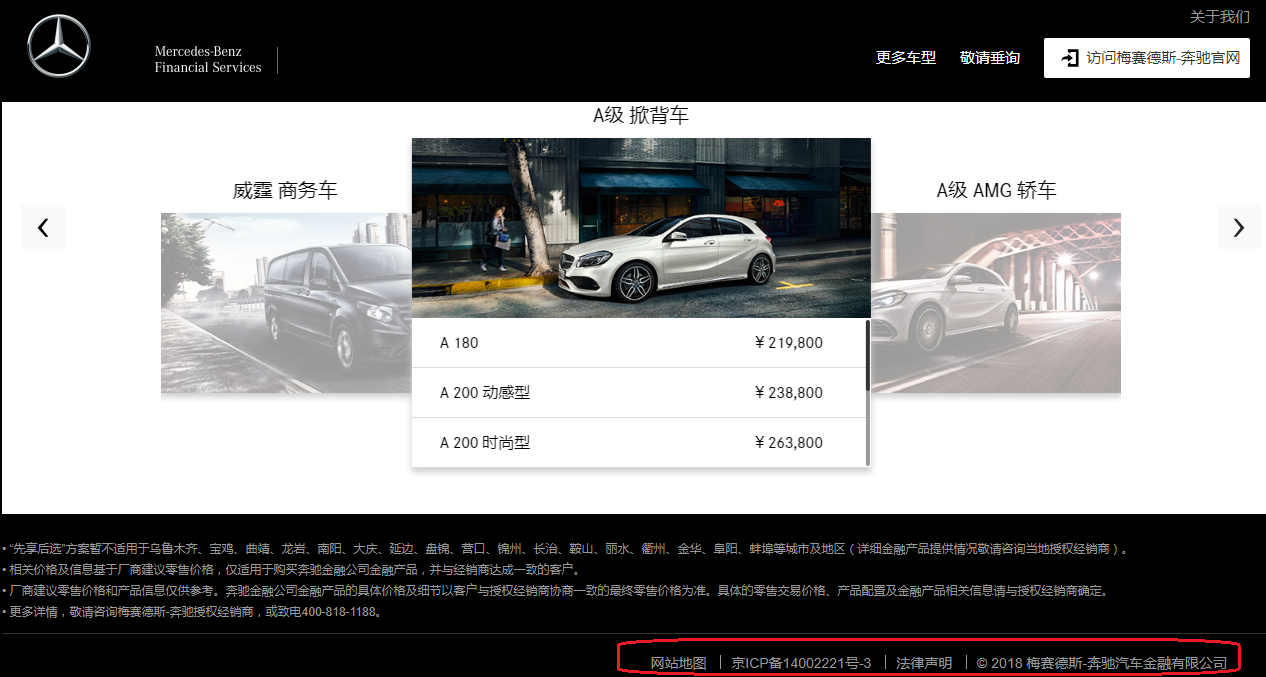 关于我们
Mercedes-Benz
Financial Services
更多车型 敬请垂询 访问梅赛德斯-奔驰官网
A级 掀背车
威霆 商务车
A级 AMG 轿车
A 180 ¥ 219,800
A 200 动感型 ¥ 238,800
A 200 时尚型 ¥ 263,800
• “先享后选”方案暂不适用于乌鲁木齐、宝鸡、曲靖、龙岩、南阳、大庆、延边、盘锦、营口、锦州、长治、鞍山、丽水、衢州、金华、阜阳、蚌埠等城市及地区（详细金融产品提供情况敬请咨询当地授权经销商）。
• 相关价格及信息基于厂商建议零售价格，仅适用于购买奔驰金融公司金融产品，并与经销商达成一致的客户。
• 厂商建议零售价格和产品信息仅供参考。奔驰金融公司金融产品的具体价格及细节以客户与授权经销商协商一致的最终零售价格为准。具体的零售交易价格、产品配置及金融产品相关信息请与授权经销商确定。
• 更多详情，敬请咨询梅赛德斯-奔驰授权经销商，或致电400-818-1188。
网站地图 | 京ICP备14002221号-3 | 法律声明 | © 2018 梅赛德斯-奔驰汽车金融有限公司